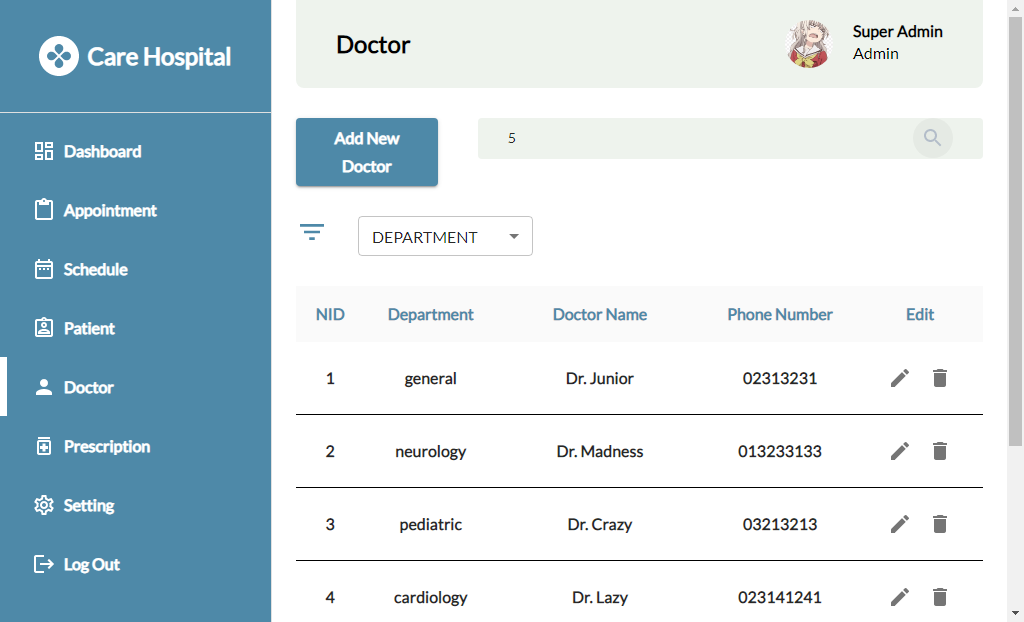 Care Hospital
Dashboard
Appointment
Schedule
Patient
Doctor
Prescription
Setting
Log Out
Doctor
Super Admin
Admin
Add New
Doctor
5
DEPARTMENT
NID Department Doctor Name Phone Number Edit
1 general Dr. Junior 02313231
2 neurology Dr. Madness 013233133
3 pediatric Dr. Crazy 03213213
4 cardiology Dr. Lazy 023141241